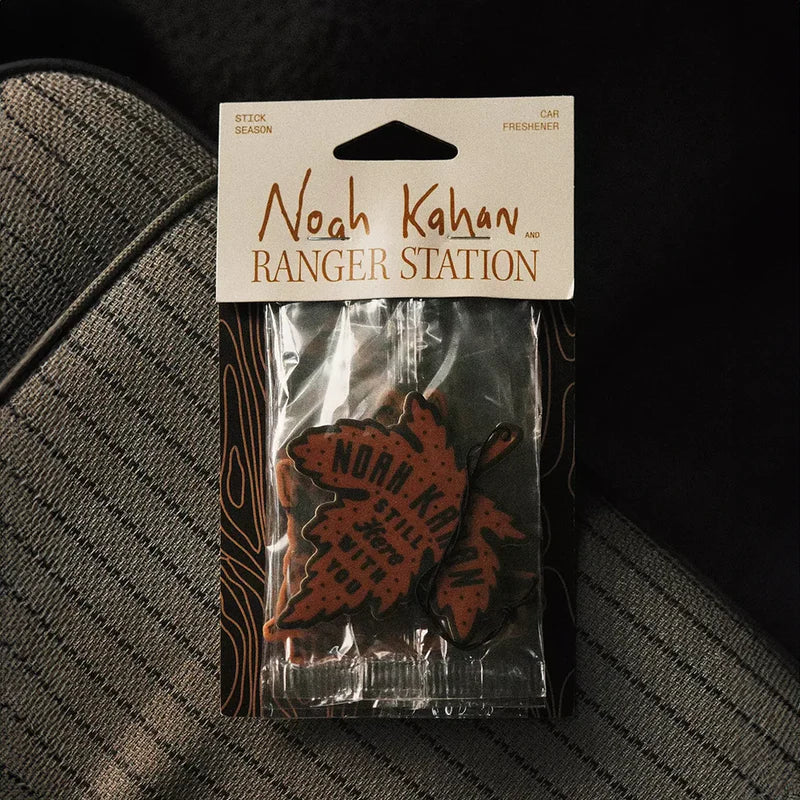 STICK
SEASON
CAR
FRESHENER
Noah Kahan
AND
RANGER STATION
NOAH KAHAN
STILL
Here
WITH
YOU